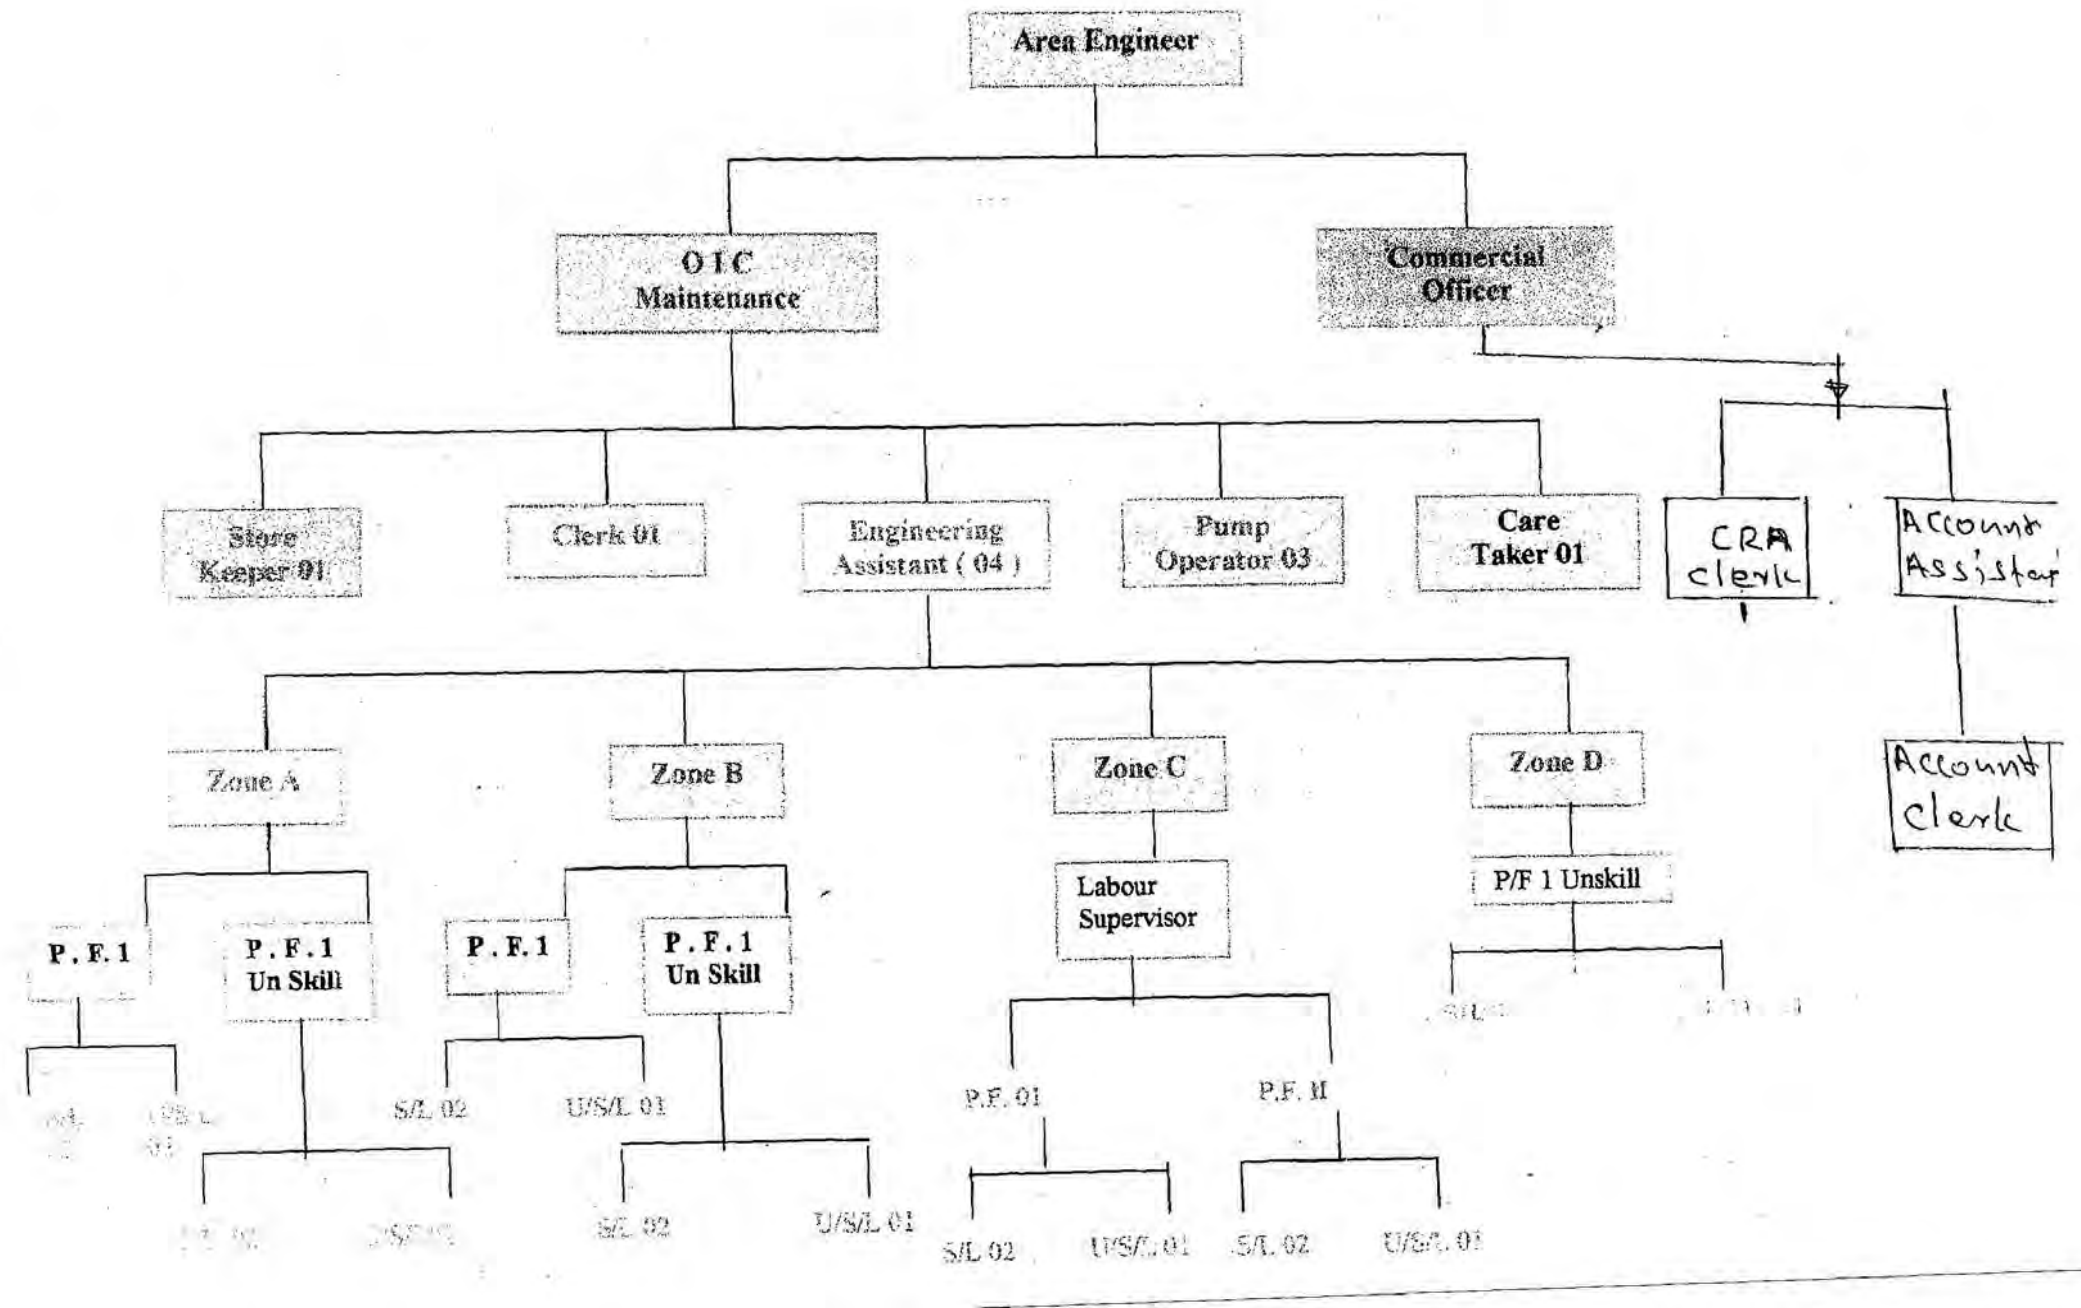 Area Engineer
O I C
Maintenance
Commercial
Officer
Store
Keeper 01
Clerk 01
Engineering
Assistant ( 04 )
Pump
Operator 03
Care
Taker 01
CRA
clerk
Account
Zone A
Zone B
Zone C
Zone D
Account
Clerk
Labour
Supervisor
P/F 1 Unskill
P . F. 1
P . F . 1
Un Skill
P . F. 1
P . F . 1
Un Skill
S/L 02
U/S/L 01
P.F. 01
P.F. II
S/L 02
U/S/L 01
S/L 02
U/S/L 01
S/L 02
U/S/L 01